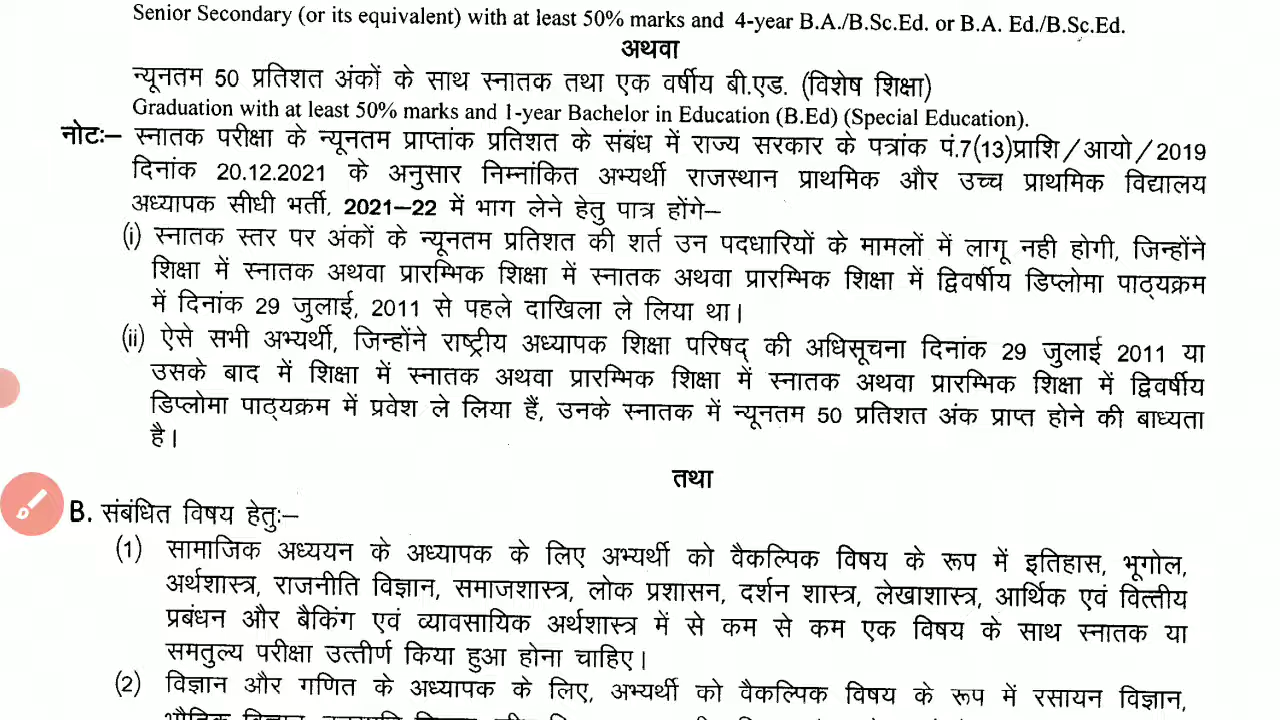 Senior Secondary (or its equivalent) with at least 50% marks and 4-year B.A./B.Sc.Ed. or B.A. Ed./B.Sc.Ed.
अथवा
न्यूनतम 50 प्रतिशत अंकों के साथ स्नातक तथा एक वर्षीय बी.एड. (विशेष शिक्षा)
Graduation with at least 50% marks and 1-year Bachelor in Education (B.Ed) (Special Education).
नोटः– स्नातक परीक्षा के न्यूनतम प्राप्तांक प्रतिशत के संबंध में राज्य सरकार के पत्रांक पं.7(13)प्राशि/आयो/2019
दिनांक 20.12.2021 के अनुसार निम्नांकित अभ्यर्थी राजस्थान प्राथमिक और उच्च प्राथमिक विद्यालय
अध्यापक सीधी भर्ती, 2021–22 में भाग लेने हेतु पात्र होंगे–
(i) स्नातक स्तर पर अंकों के न्यूनतम प्रतिशत की शर्त उन पदधारियों के मामलों में लागू नही होगी, जिन्होंने
शिक्षा में स्नातक अथवा प्रारम्भिक शिक्षा में स्नातक अथवा प्रारम्भिक शिक्षा में द्विवर्षीय डिप्लोमा पाठ्यक्रम
में दिनांक 29 जुलाई, 2011 से पहले दाखिला ले लिया था।
(ii) ऐसे सभी अभ्यर्थी, जिन्होंने राष्ट्रीय अध्यापक शिक्षा परिषद् की अधिसूचना दिनांक 29 जुलाई 2011 या
उसके बाद में शिक्षा में स्नातक अथवा प्रारम्भिक शिक्षा में स्नातक अथवा प्रारम्भिक शिक्षा में द्विवर्षीय
डिप्लोमा पाठ्यक्रम में प्रवेश ले लिया हैं, उनके स्नातक में न्यूनतम 50 प्रतिशत अंक प्राप्त होने की बाध्यता
है।
तथा
B. संबंधित विषय हेतुः–
(1) सामाजिक अध्ययन के अध्यापक के लिए अभ्यर्थी को वैकल्पिक विषय के रूप में इतिहास, भूगोल,
अर्थशास्त्र, राजनीति विज्ञान, समाजशास्त्र, लोक प्रशासन, दर्शन शास्त्र, लेखाशास्त्र, आर्थिक एवं वित्तीय
प्रबंधन और बैकिंग एवं व्यावसायिक अर्थशास्त्र में से कम से कम एक विषय के साथ स्नातक या
समतुल्य परीक्षा उत्तीर्ण किया हुआ होना चाहिए।
(2) विज्ञान और गणित के अध्यापक के लिए, अभ्यर्थी को वैकल्पिक विषय के रूप में रसायन विज्ञान,